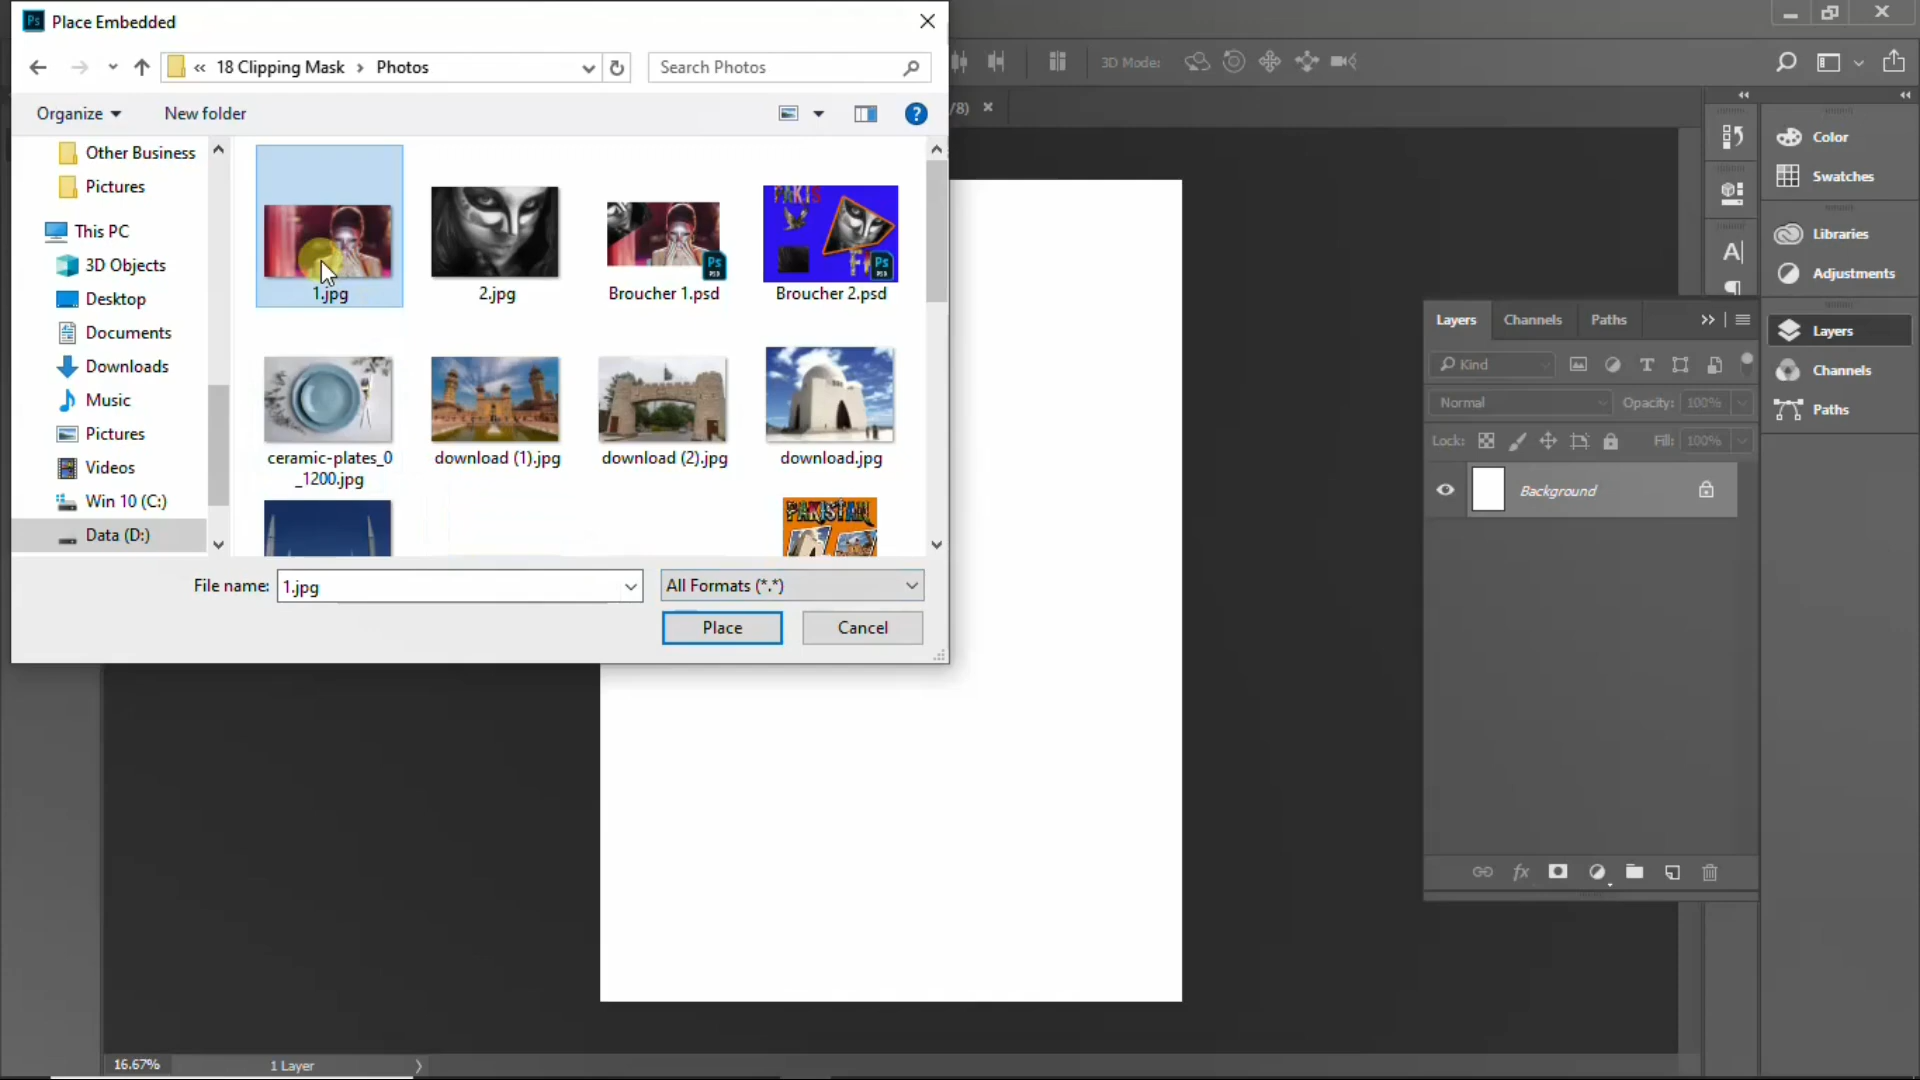 Ps Place Embedded
« 18 Clipping Mask > Photos
Search Photos
Organize
New folder
Other Business
Pictures
This PC
3D Objects
Desktop
Documents
Downloads
Music
Pictures
Videos
Win 10 (C:)
Data (D:)
1.jpg
2.jpg
Broucher 1.psd
Broucher 2.psd
ceramic-plates_0
_1200.jpg
download (1).jpg
download (2).jpg
download.jpg
PAKISTAN
File name:
1.jpg
All Formats (*.*)
Place
Cancel
3D Mode:
/8)
Color
Swatches
Libraries
Adjustments
Layers
Channels
Paths
Layers
Channels
Paths
Kind
Normal
Opacity: 100%
Lock:
Fill: 100%
Background
fx
16.67%
1 Layer